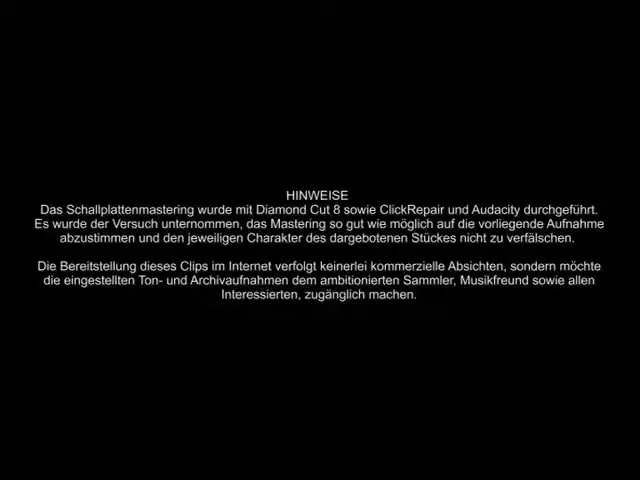 HINWEISE
Das Schallplattenmastering wurde mit Diamond Cut 8 sowie ClickRepair und Audacity durchgeführt.
Es wurde der Versuch unternommen, das Mastering so gut wie möglich auf die vorliegende Aufnahme
abzustimmen und den jeweiligen Charakter des dargebotenen Stückes nicht zu verfälschen.
Die Bereitstellung dieses Clips im Internet verfolgt keinerlei kommerzielle Absichten, sondern möchte
die eingestellten Ton- und Archivaufnahmen dem ambitionierten Sammler, Musikfreund sowie allen
Interessierten, zugänglich machen.